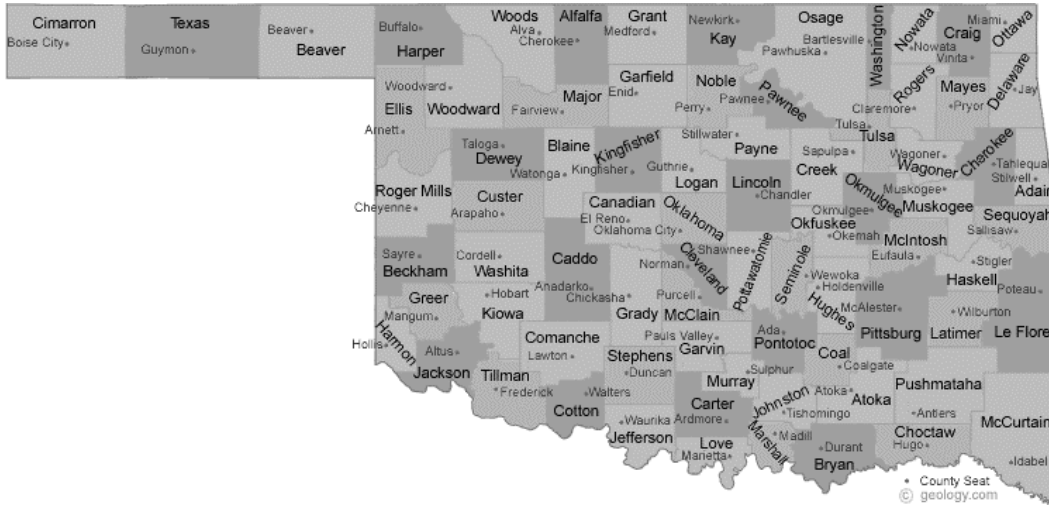 Cimarron
Boise City
Texas
Guymon
Beaver
Beaver
Buffalo
Harper
Woods
Alva
Alfalfa
Cherokee
Grant
Medford
Newkirk
Kay
Osage
Pawhuska
Bartlesville
Washington
Nowata
Nowata
Craig
Vinita
Miami
Ottawa
Woodward
Ellis
Woodward
Arnett
Fairview
Major
Garfield
Enid
Noble
Perry
Pawnee
Pawnee
Claremore
Rogers
Mayes
Pryor
Delaware
Jay
Tulsa
Tulsa
Stillwater
Payne
Taloga
Dewey
Blaine
Watonga
Kingfisher
Kingfisher
Guthrie
Logan
Lincoln
Chandler
Sapulpa
Creek
Okmulgee
Okmulgee
Wagoner
Wagoner
Cherokee
Tahlequah
Stilwell
Adair
Muskogee
Muskogee
Roger Mills
Cheyenne
Custer
Arapaho
Canadian
El Reno
Oklahoma City
Oklahoma
Okfuskee
Okemah
McIntosh
Eufaula
Sequoyah
Sallisaw
Sayre
Beckham
Cordell
Washita
Caddo
Anadarko
Chickasha
Grady
Norman
Cleveland
Shawnee
Pottawatomie
Seminole
Wewoka
Holdenville
Hughes
McAlester
Pittsburg
Stigler
Haskell
Poteau
Le Flore
Wilburton
Latimer
Greer
Mangum
Hobart
Kiowa
Purcell
McClain
Pauls Valley
Garvin
Ada
Pontotoc
Coal
Coalgate
Hollis
Harmon
Altus
Jackson
Tillman
Frederick
Comanche
Lawton
Stephens
Duncan
Sulphur
Murray
Johnston
Tishomingo
Atoka
Atoka
Pushmataha
Antlers
McCurtain
Idabel
Cotton
Walters
Waurika
Jefferson
Carter
Ardmore
Love
Marietta
Marshall
Madill
Durant
Bryan
Choctaw
Hugo
County Seat
© geology.com